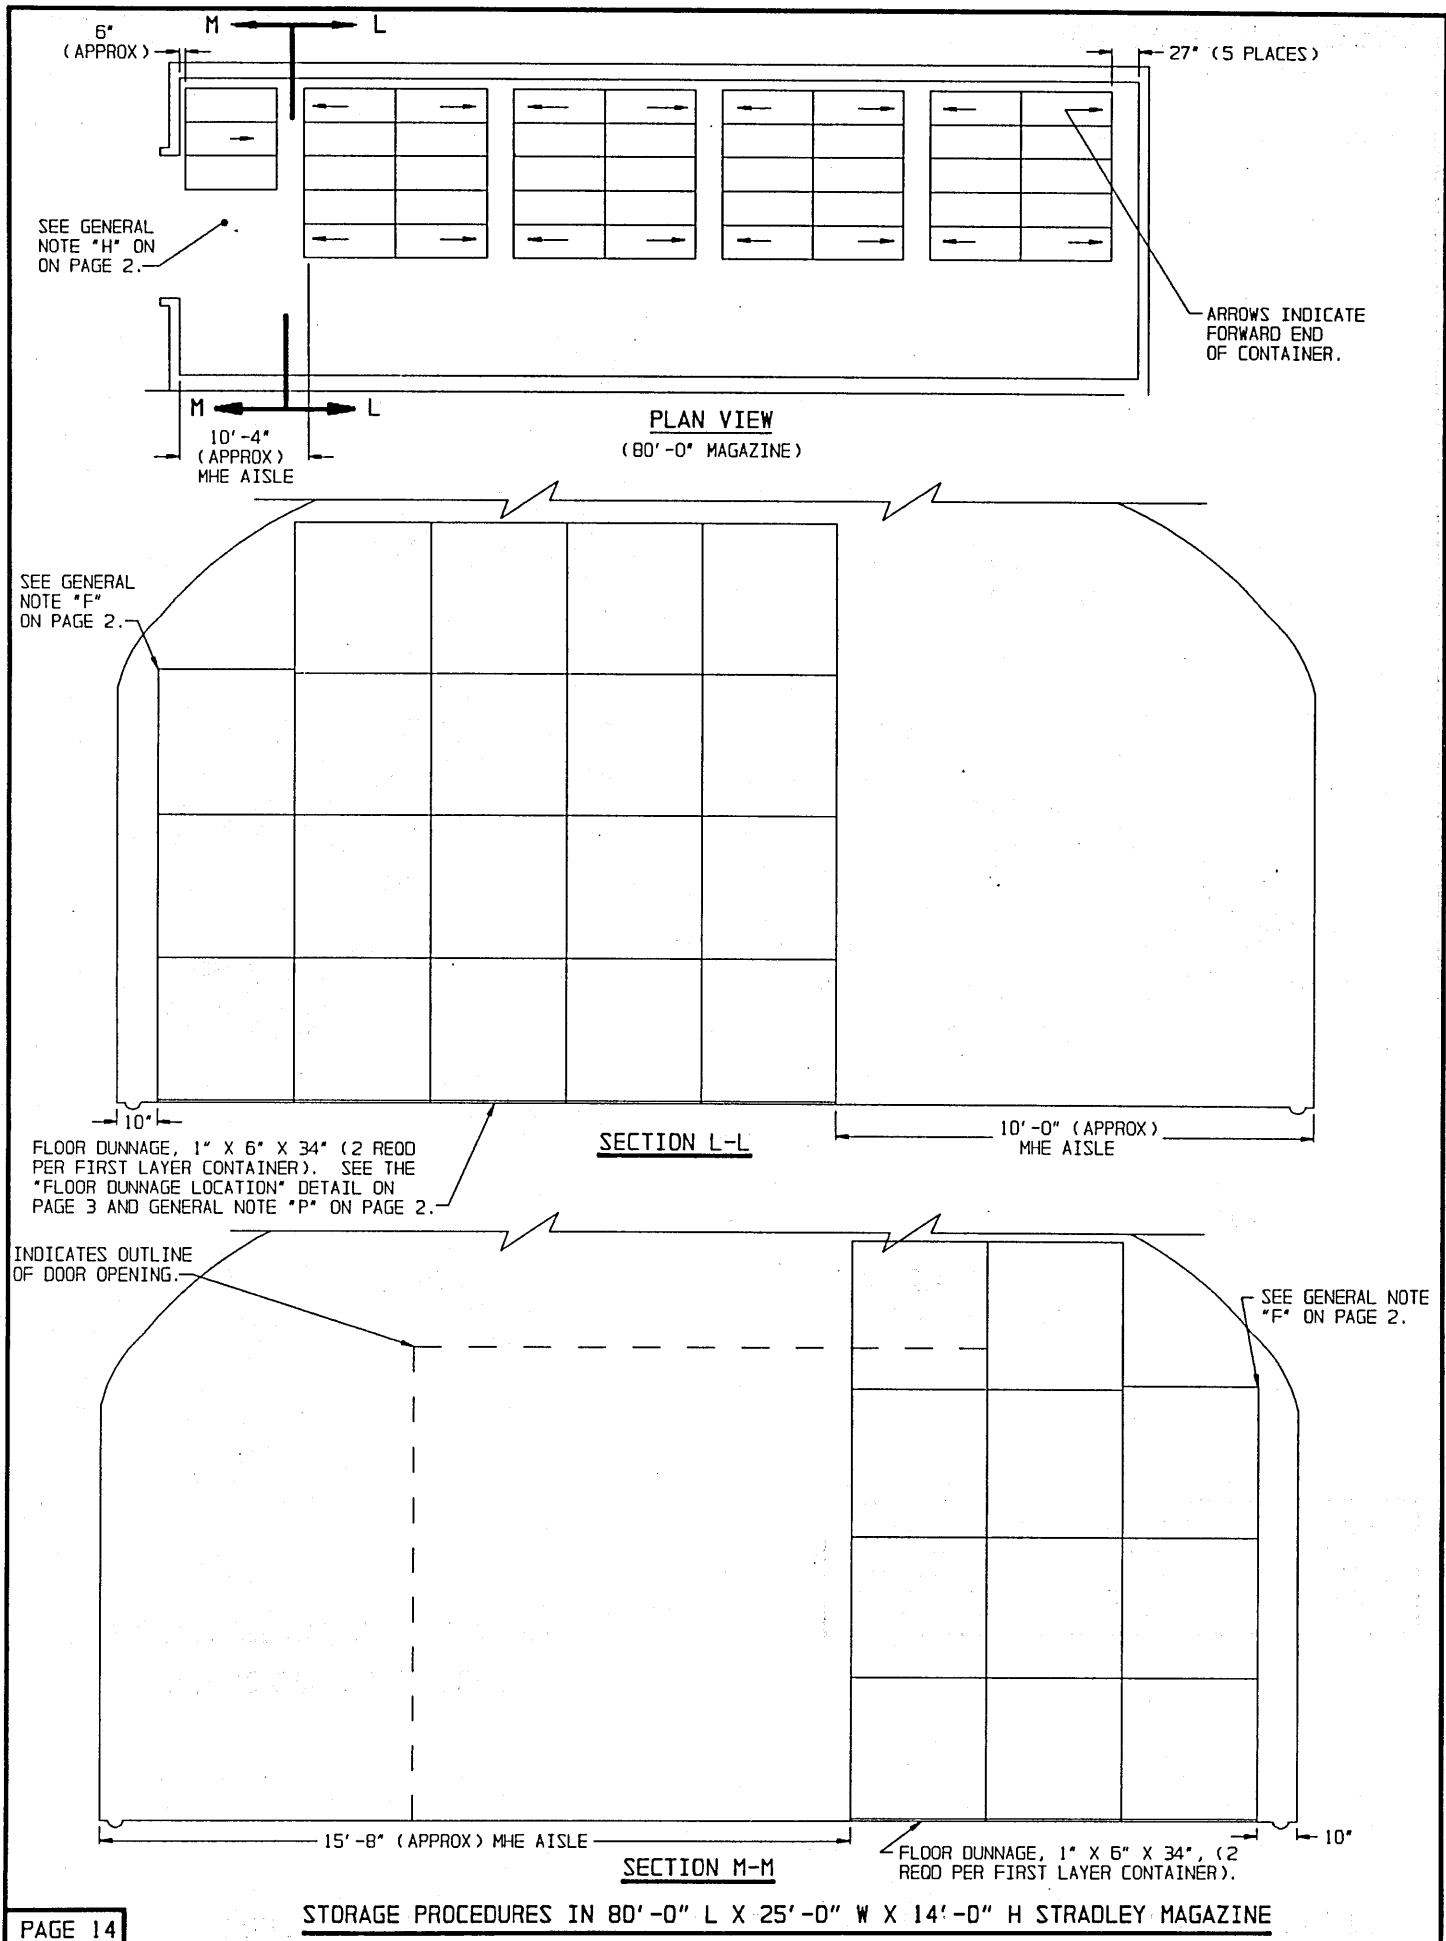 6" (APPROX)
M L
27" (5 PLACES)
SEE GENERAL
NOTE "H" ON
ON PAGE 2.
ARROWS INDICATE
FORWARD END
OF CONTAINER.
M L
10'-4"
(APPROX)
MHE AISLE
PLAN VIEW
(80'-0" MAGAZINE)
SEE GENERAL
NOTE "F"
ON PAGE 2.
10"
10'-0" (APPROX)
MHE AISLE
SECTION L-L
FLOOR DUNNAGE, 1" X 6" X 34" (2 REQD
PER FIRST LAYER CONTAINER). SEE THE
"FLOOR DUNNAGE LOCATION" DETAIL ON
PAGE 3 AND GENERAL NOTE "P" ON PAGE 2.
INDICATES OUTLINE
OF DOOR OPENING.
SEE GENERAL NOTE
"F" ON PAGE 2.
15'-8" (APPROX) MHE AISLE
10"
FLOOR DUNNAGE, 1" X 6" X 34", (2
REQD PER FIRST LAYER CONTAINER).
SECTION M-M
STORAGE PROCEDURES IN 80'-0" L X 25'-0" W X 14'-0" H STRADLEY MAGAZINE
PAGE 14